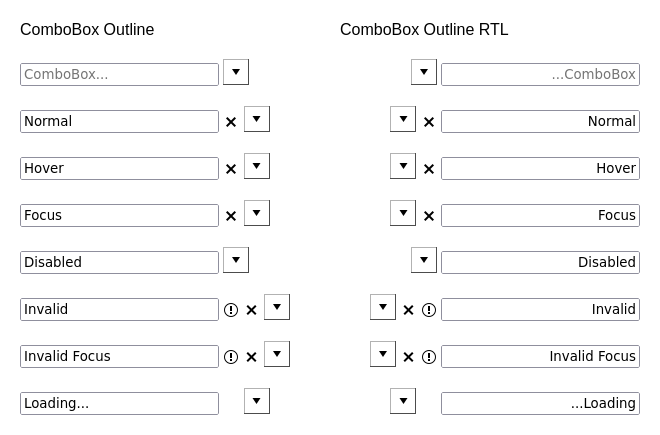 ComboBox Outline
ComboBox...
Normal
Hover
Focus
Disabled
Invalid
Invalid Focus
Loading...
ComboBox Outline RTL
...ComboBox
Normal
Hover
Focus
Disabled
Invalid
Invalid Focus
...Loading